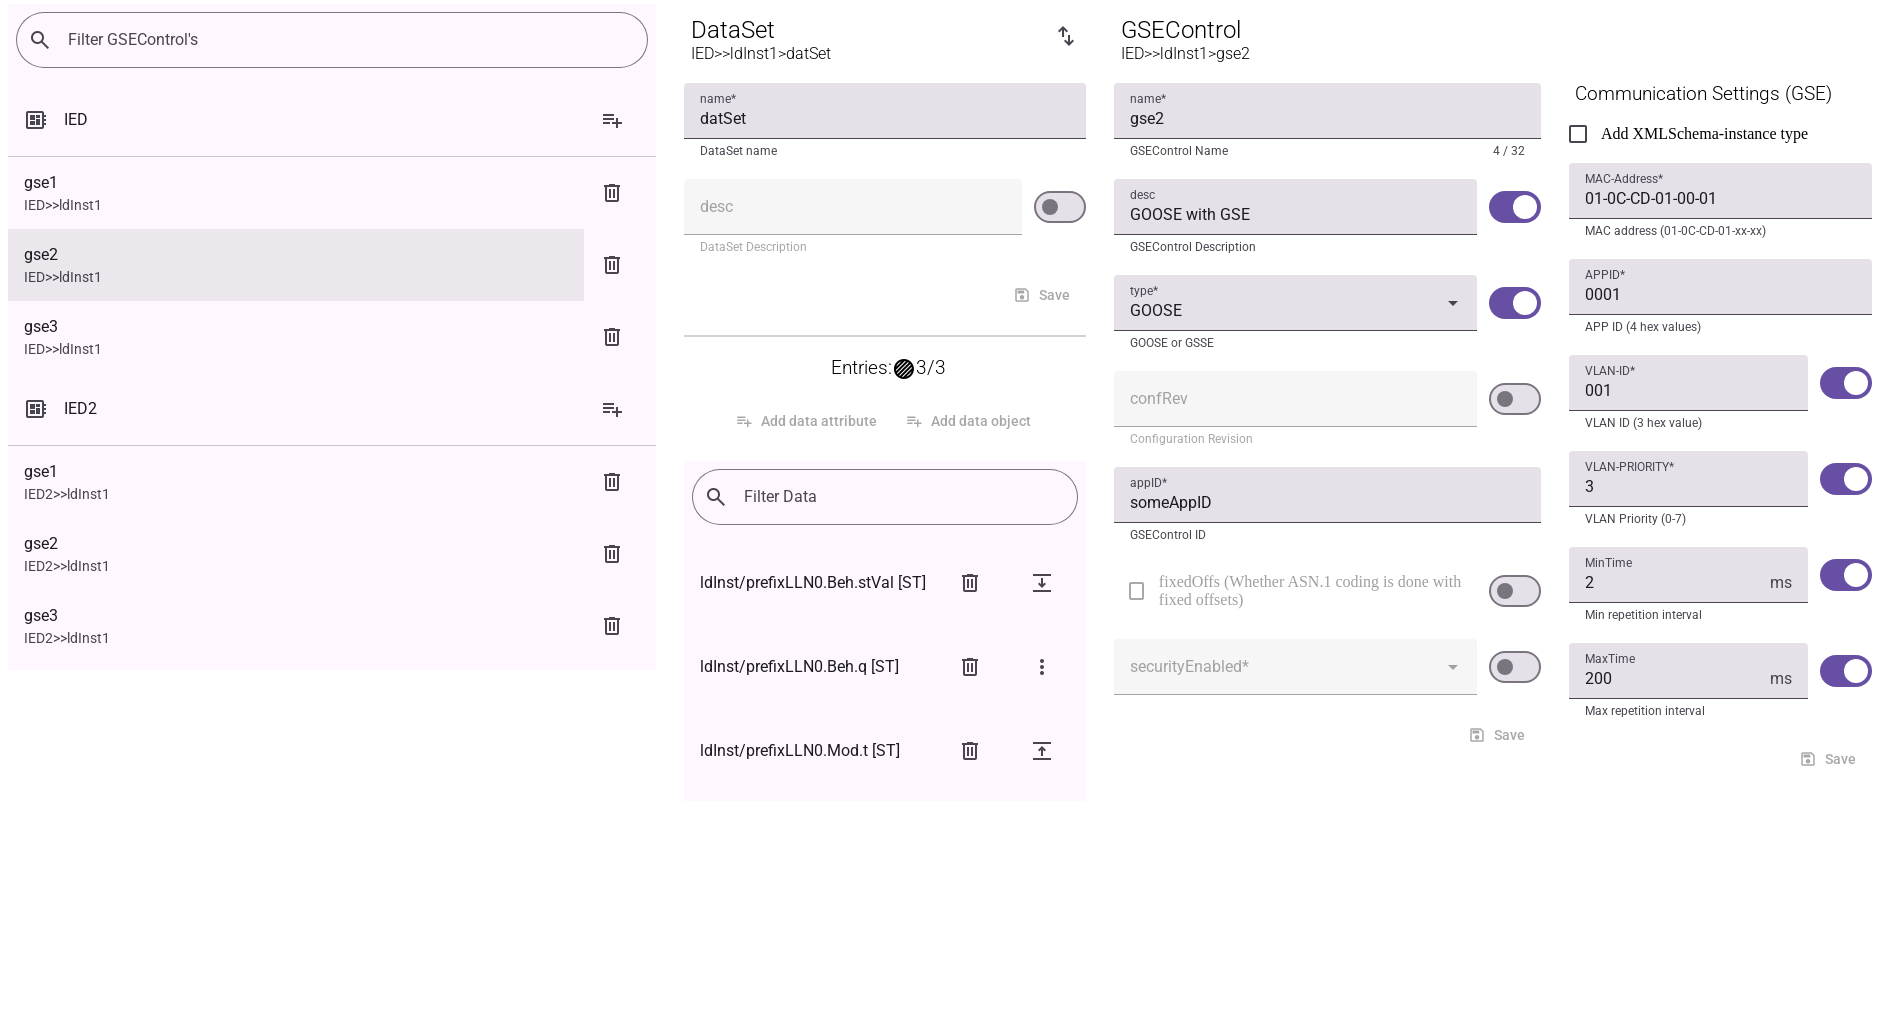 Filter GSEControl's
IED
gse1
IED>>ldInst1
gse2
IED>>ldInst1
gse3
IED>>ldInst1
IED2
gse1
IED2>>ldInst1
gse2
IED2>>ldInst1
gse3
IED2>>ldInst1
DataSet
IED>>ldInst1>datSet
name*
datSet
DataSet name
desc
DataSet Description
Save
Entries: 3/3
Add data attribute
Add data object
Filter Data
ldInst/prefixLLN0.Beh.stVal [ST]
ldInst/prefixLLN0.Beh.q [ST]
ldInst/prefixLLN0.Mod.t [ST]
GSEControl
IED>>ldInst1>gse2
name*
gse2
GSEControl Name 4 / 32
desc
GOOSE with GSE
GSEControl Description
type*
GOOSE
GOOSE or GSSE
confRev
Configuration Revision
appID*
someAppID
GSEControl ID
fixedOffs (Whether ASN.1 coding is done with
fixed offsets)
securityEnabled*
Save
Communication Settings (GSE)
Add XMLSchema-instance type
MAC-Address*
01-0C-CD-01-00-01
MAC address (01-0C-CD-01-xx-xx)
APPID*
0001
APP ID (4 hex values)
VLAN-ID*
001
VLAN ID (3 hex value)
VLAN-PRIORITY*
3
VLAN Priority (0-7)
MinTime
2 ms
Min repetition interval
MaxTime
200 ms
Max repetition interval
Save